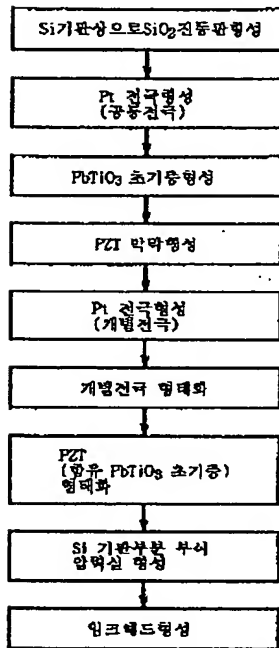 Si기판상으로SiO₂진동판형성
Pt 전극형성
(공통전극)
PbTiO₃ 초기층형성
PZT 박막형성
Pt 전극형성
(개별전극)
개별전극 형태화
PZT
(함유 PbTiO₃ 초기층)
형태화
Si 기판부분 부식
압력실 형성
잉크헤드형성